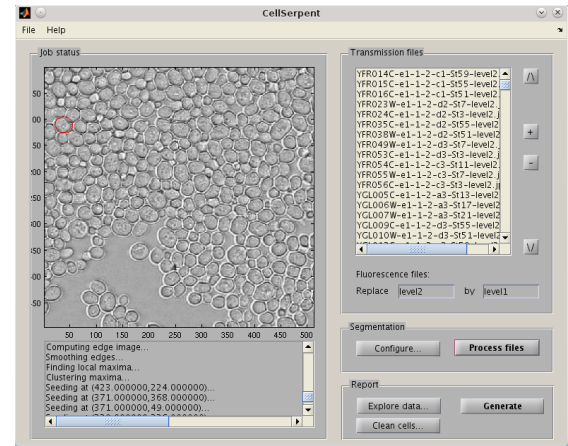 CellSerpent
File Help
Job status
50
00
50
00
50
00
50
00
50
50 100 150 200 250 300 350 400 450 500
Computing edge image...
Smoothing edges...
Finding local maxima...
Clustering maxima...
Seeding at (423.000000,224.000000)...
Seeding at (371.000000,368.000000)...
Seeding at (371.000000,49.000000)...
Transmission files
YFR014C-e1-1-2-c1-St59-level2
YFR015C-e1-1-2-c1-St55-level2.
YFR016C-e1-1-2-c1-St51-level2.
YFR023W-e1-1-2-d2-St7-level2.
YFR024C-e1-1-2-d2-St3-level2.j
YFR035C-e1-1-2-d2-St55-level2
YFR038W-e1-1-2-d2-St51-level2
YFR049W-e1-1-2-d3-St7-level2.
YFR053C-e1-1-2-d3-St3-level2.j
YFR054C-e1-1-2-c3-St11-level2.
YFR055W-e1-1-2-c3-St7-level2.j
YFR056C-e1-1-2-c3-St3-level2.j
YGL005C-e1-1-2-a3-St13-level2
YGL006W-e1-1-2-a3-St17-level2
YGL007W-e1-1-2-a3-St21-level2
YGL009C-e1-1-2-d3-St55-level2
YGL010W-e1-1-2-d3-St51-level2
/\
+
-
\/
Fluorescence files:
Replace level2 by level1
Segmentation
Configure... Process files
Report
Explore data... Generate
Clean cells...